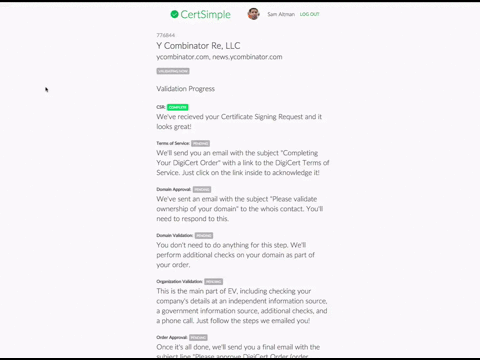 CertSimple
Sam Altman LOG OUT
776844
Y Combinator Re, LLC
ycombinator.com, news.ycombinator.com
VALIDATING NOW
Validation Progress
CSR: COMPLETE
We've recieved your Certificate Signing Request and it
looks great!
Terms of Service: PENDING
We'll send you an email with the subject "Completing
Your DigiCert Order" with a link to the DigiCert Terms
of Service. Just click on the link inside to acknowledge it!
Domain Approval: PENDING
We've sent an email with the subject "Please validate
ownership of your domain" to the whois contact. You'll
need to respond to this.
Domain Validation: PENDING
You don't need to do anything for this step. We'll
perform additional checks on your domain as part of
your order.
Organization Validation: PENDING
This is the main part of EV, including checking your
company's details at an independent information source,
a government information source, additional checks, and
a phone call. Just follow the steps we emailed you!
Order Approval: PENDING
Once it's all done, we'll send you a final email with the
subject line "Please approve DigiCert Order (order